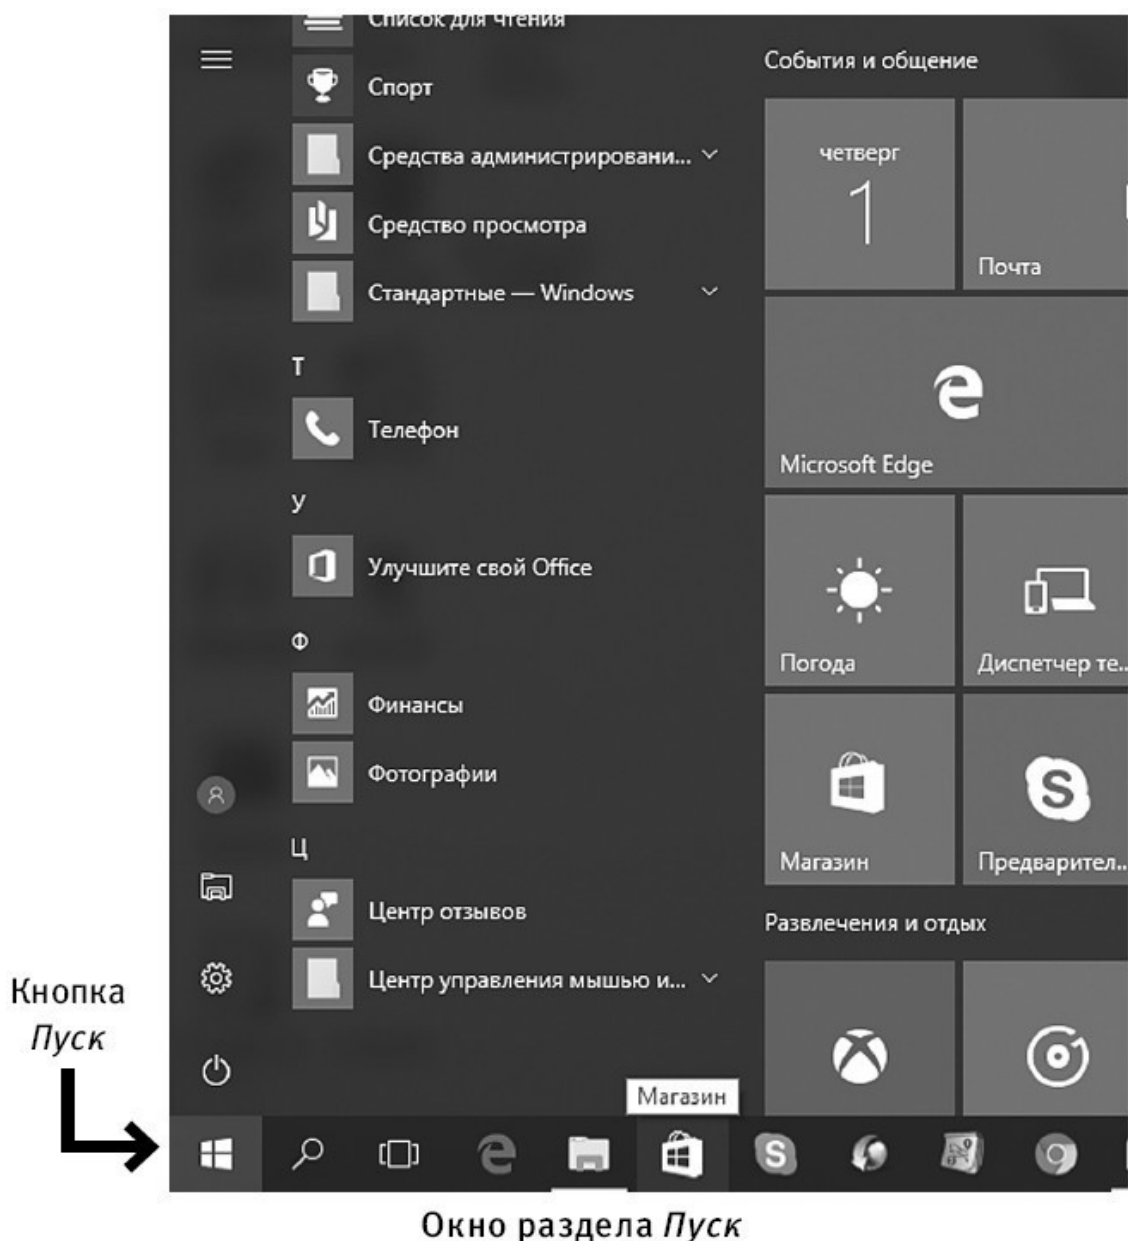 Список для чтения
Спорт
Средства администрировани...
Средство просмотра
Стандартные — Windows
Т
Телефон
У
Улучшите свой Office
Ф
Финансы
Фотографии
Ц
Центр отзывов
Центр управления мышью и...
События и общение
четверг
1
Почта
Microsoft Edge
Погода
Диспетчер те...
Магазин
Предварител...
Развлечения и отдых
Магазин
Кнопка
Пуск
Окно раздела Пуск